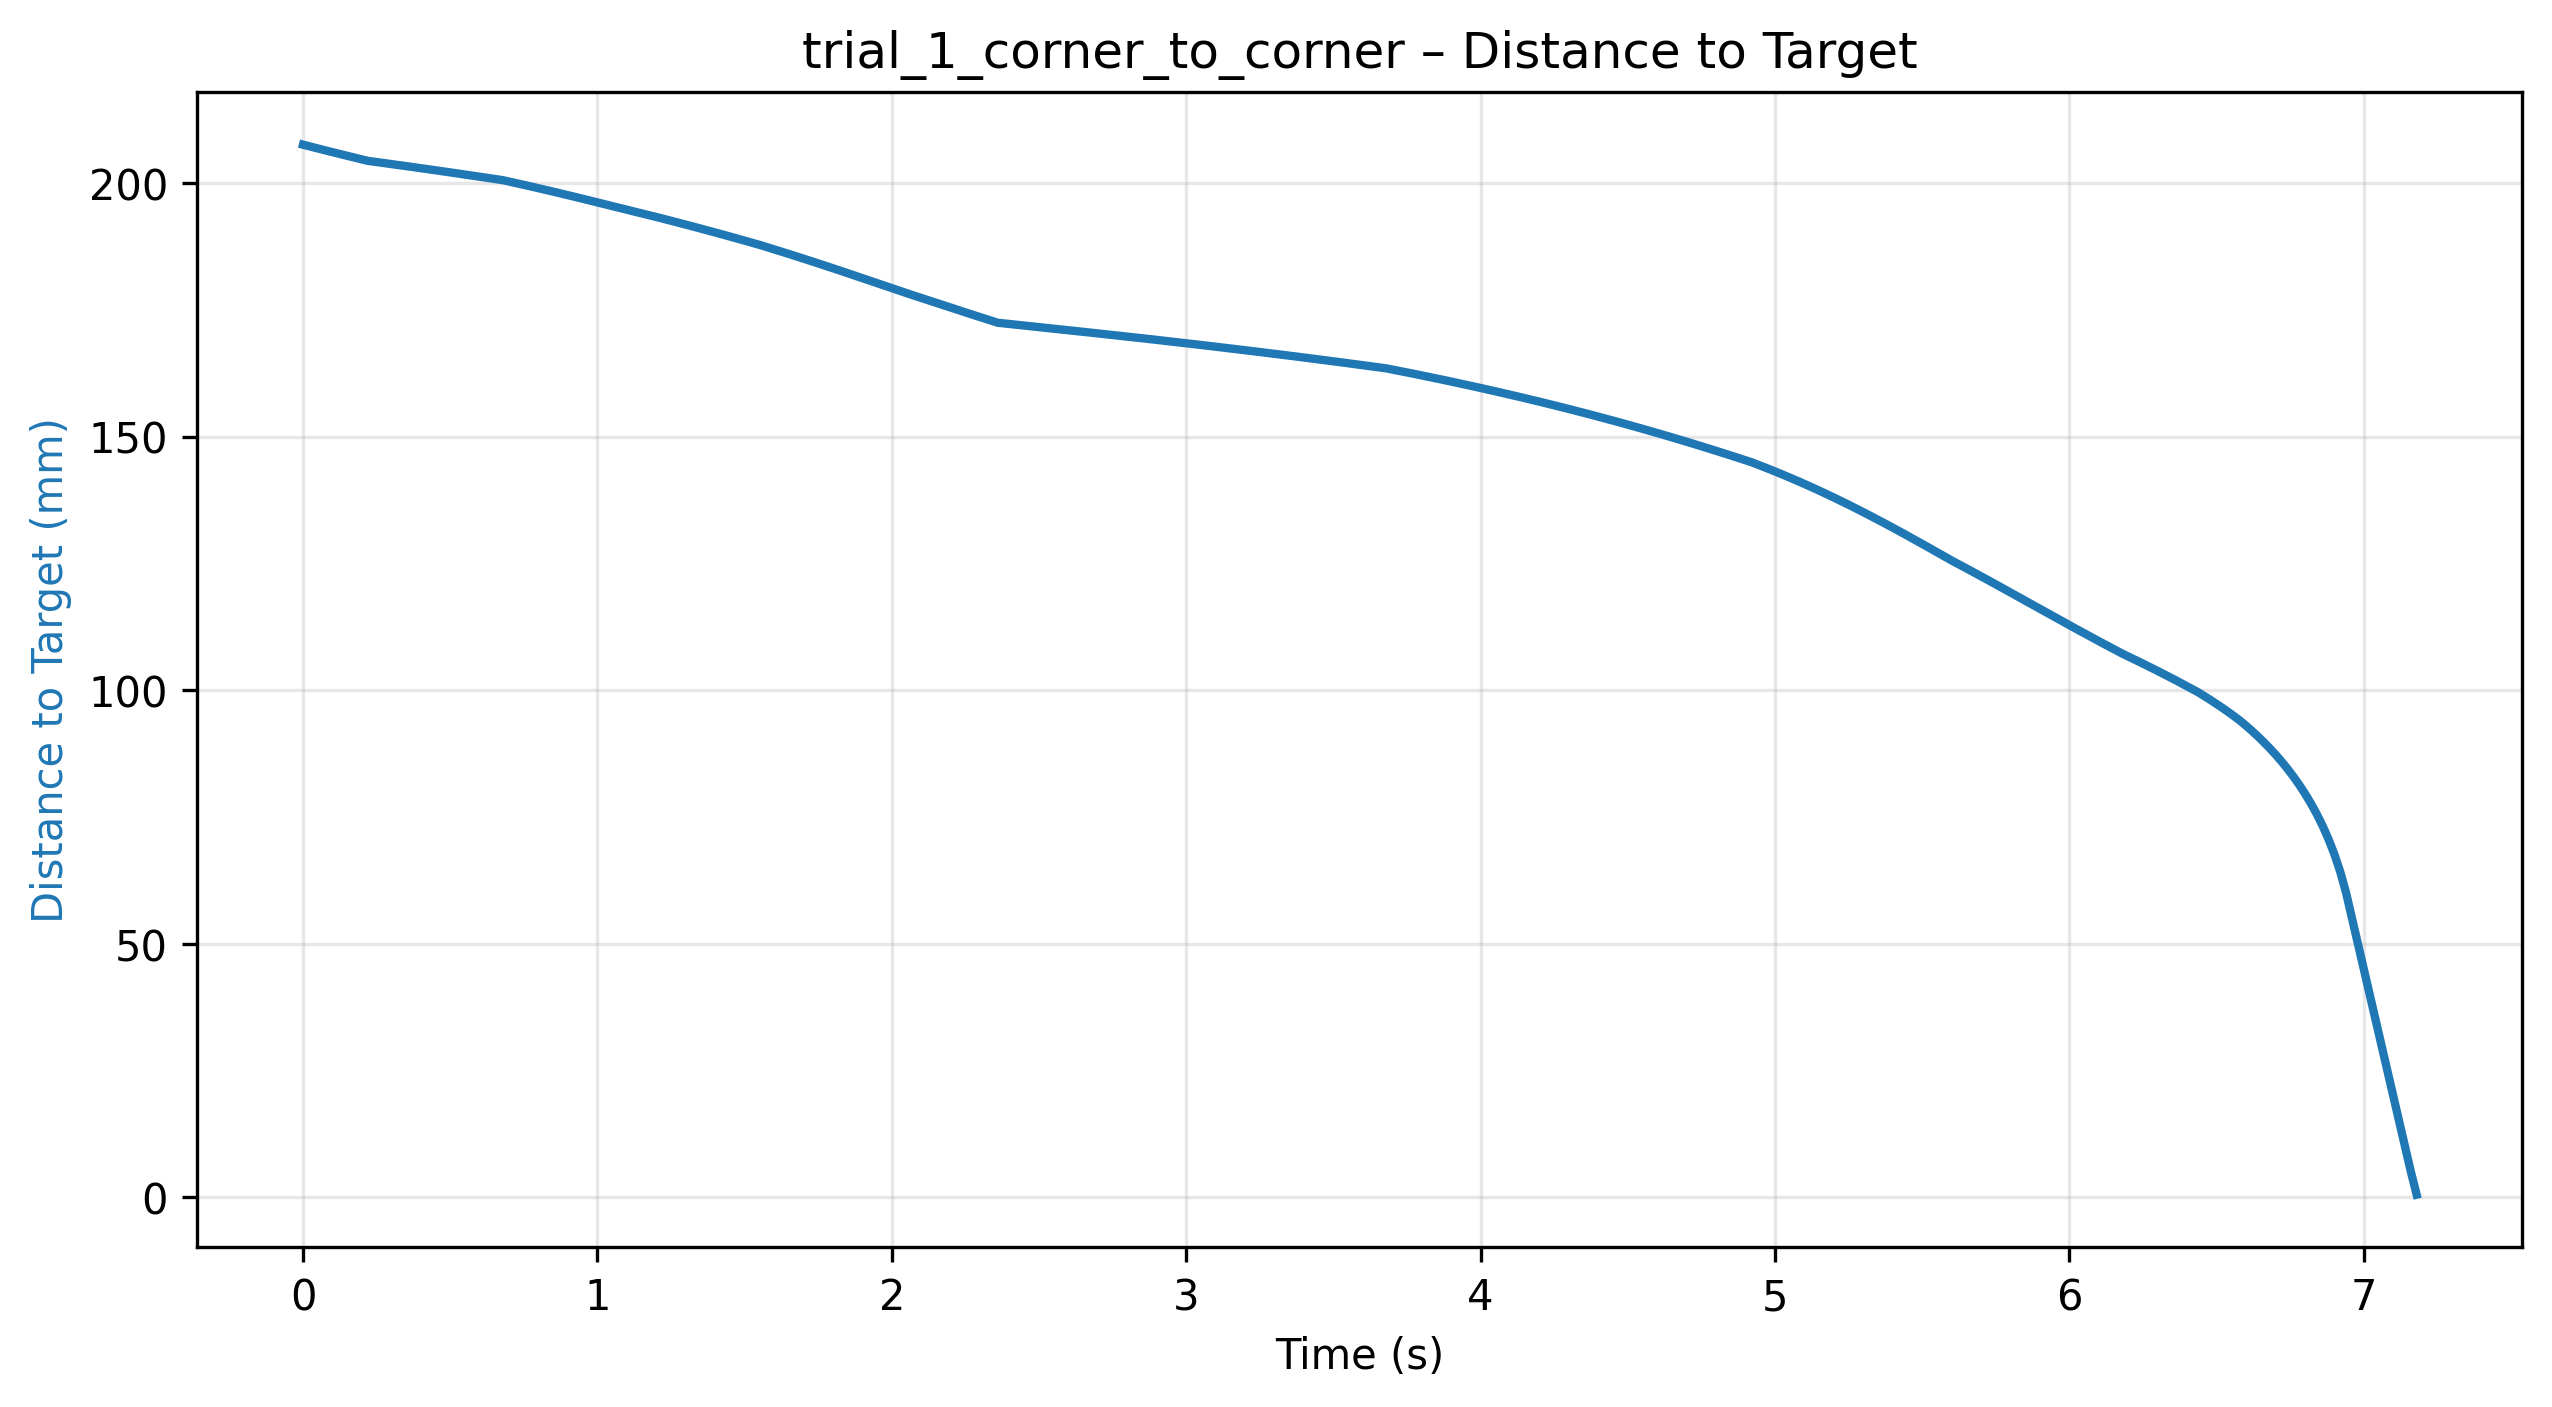 trial_1_corner_to_corner – Distance to Target
Distance to Target (mm)
200
150
100
50
0
0 1 2 3 4 5 6 7
Time (s)